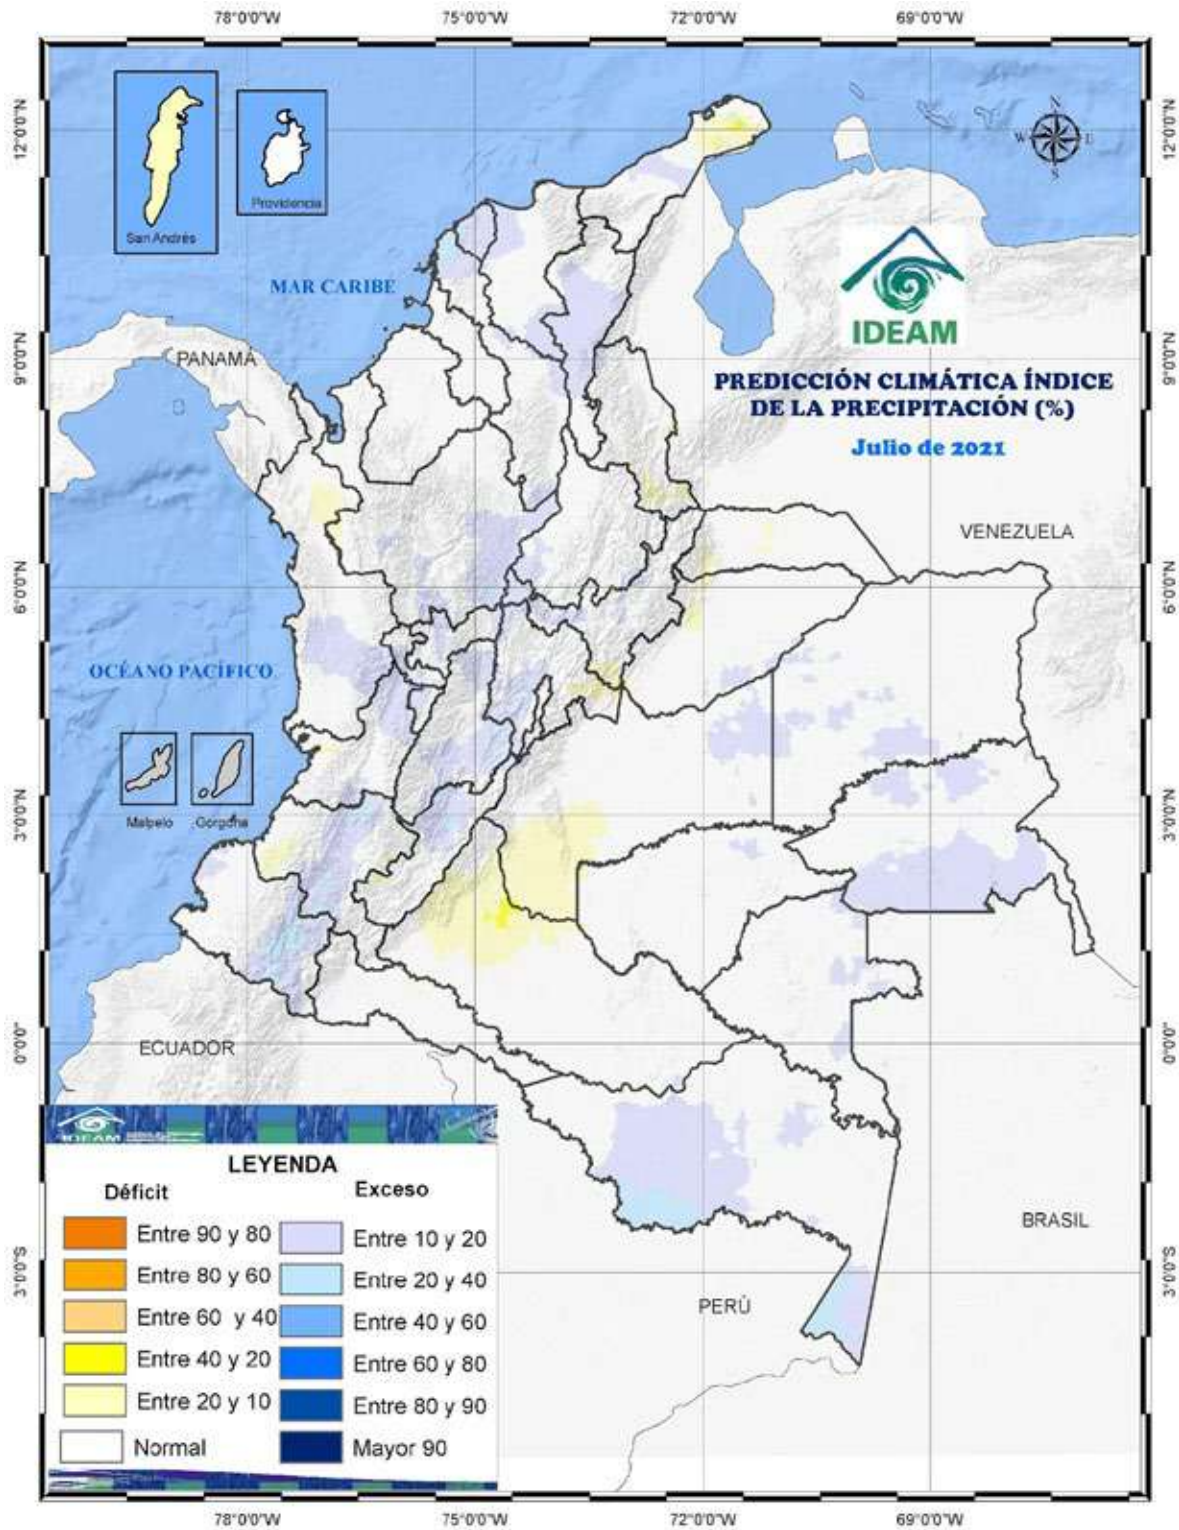 78°0'0"W 75°0'0"W 72°0'0"W 69°0'0"W
12°0'0"N
12°0'0"N
N
W E
S
San Andrés
Providencia
MAR CARIBE
IDEAM
9°0'0"N
PANAMÁ
9°0'0"N
PREDICCIÓN CLIMÁTICA ÍNDICE
DE LA PRECIPITACIÓN (%)
Julio de 2021
VENEZUELA
6°0'0"N
6°0'0"N
OCÉANO PACÍFICO
Malpelo
Gorgona
3°0'0"N
3°0'0"N
ECUADOR
0°0'0"
0°0'0"
IDEAM
LEYENDA
Déficit
Exceso
Entre 90 y 80
Entre 10 y 20
Entre 80 y 60
Entre 20 y 40
Entre 60 y 40
Entre 40 y 60
Entre 40 y 20
Entre 60 y 80
Entre 20 y 10
Entre 80 y 90
Normal
Mayor 90
BRASIL
PERÚ
3°0'0"S
3°0'0"S
78°0'0"W 75°0'0"W 72°0'0"W 69°0'0"W